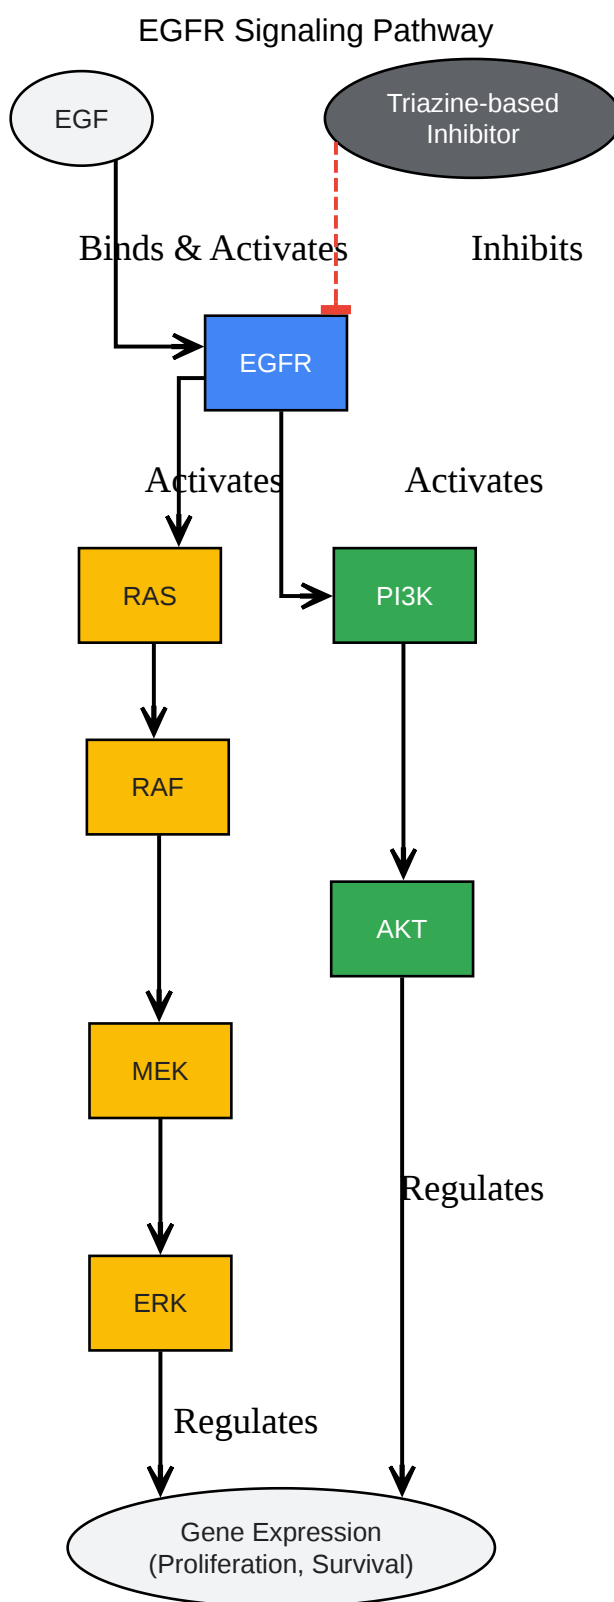 EGFR Signaling Pathway
EGF
Triazine-based
Inhibitor
Binds & Activates
Inhibits
EGFR
Activates
Activates
RAS
PI3K
RAF
AKT
MEK
Regulates
ERK
Regulates
Gene Expression
(Proliferation, Survival)